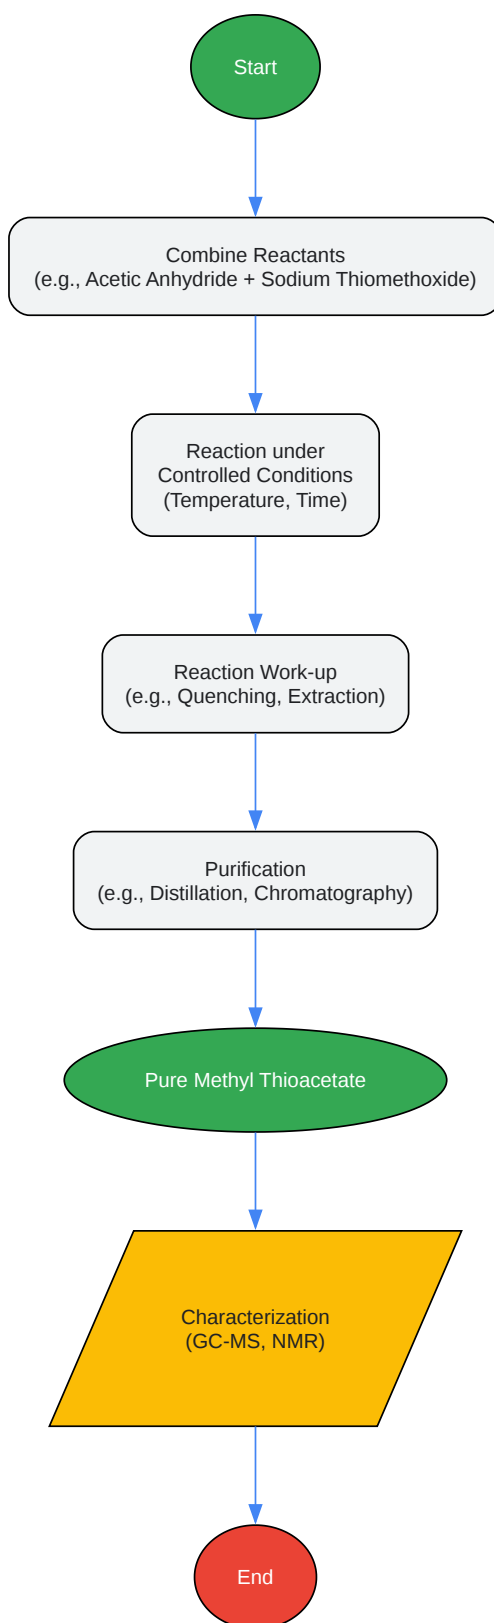 Start
Combine Reactants
(e.g., Acetic Anhydride + Sodium Thiomethoxide)
Reaction under
Controlled Conditions
(Temperature, Time)
Reaction Work-up
(e.g., Quenching, Extraction)
Purification
(e.g., Distillation, Chromatography)
Pure Methyl Thioacetate
Characterization
(GC-MS, NMR)
End